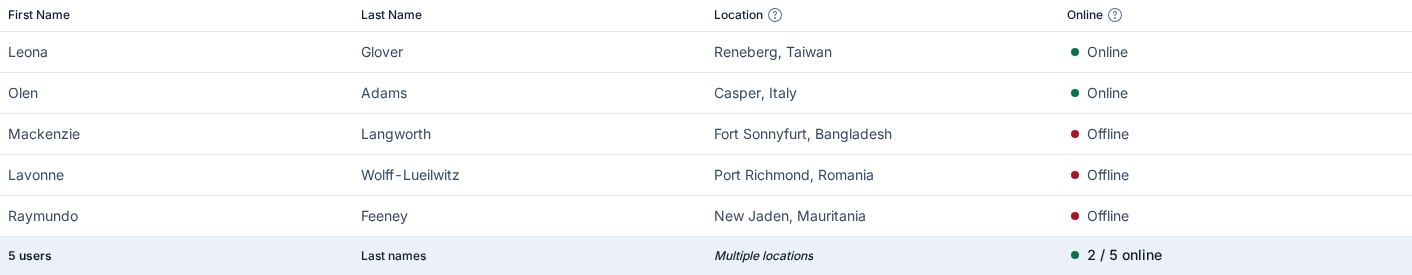 First Name Last Name Location Online
Leona Glover Reneberg, Taiwan Online
Olen Adams Casper, Italy Online
Mackenzie Langworth Fort Sonnyfurt, Bangladesh Offline
Lavonne Wolff-Lueilwitz Port Richmond, Romania Offline
Raymundo Feeney New Jaden, Mauritania Offline
5 users Last names Multiple locations 2 / 5 online